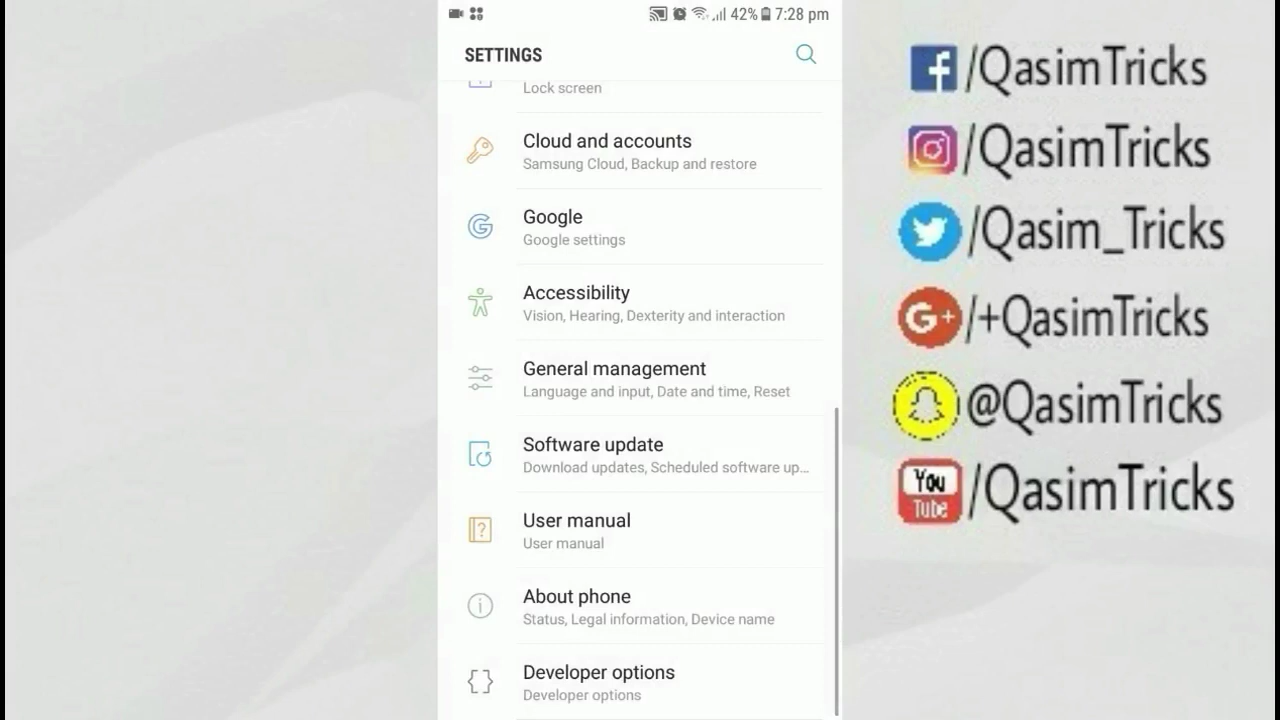 42% 7:28 pm
SETTINGS
Lock screen
Cloud and accounts
Samsung Cloud, Backup and restore
Google
Google settings
Accessibility
Vision, Hearing, Dexterity and interaction
General management
Language and input, Date and time, Reset
Software update
Download updates, Scheduled software up...
User manual
User manual
About phone
Status, Legal information, Device name
Developer options
Developer options
/QasimTricks
/QasimTricks
/Qasim_Tricks
G+ /+QasimTricks
@QasimTricks
You
Tube /QasimTricks